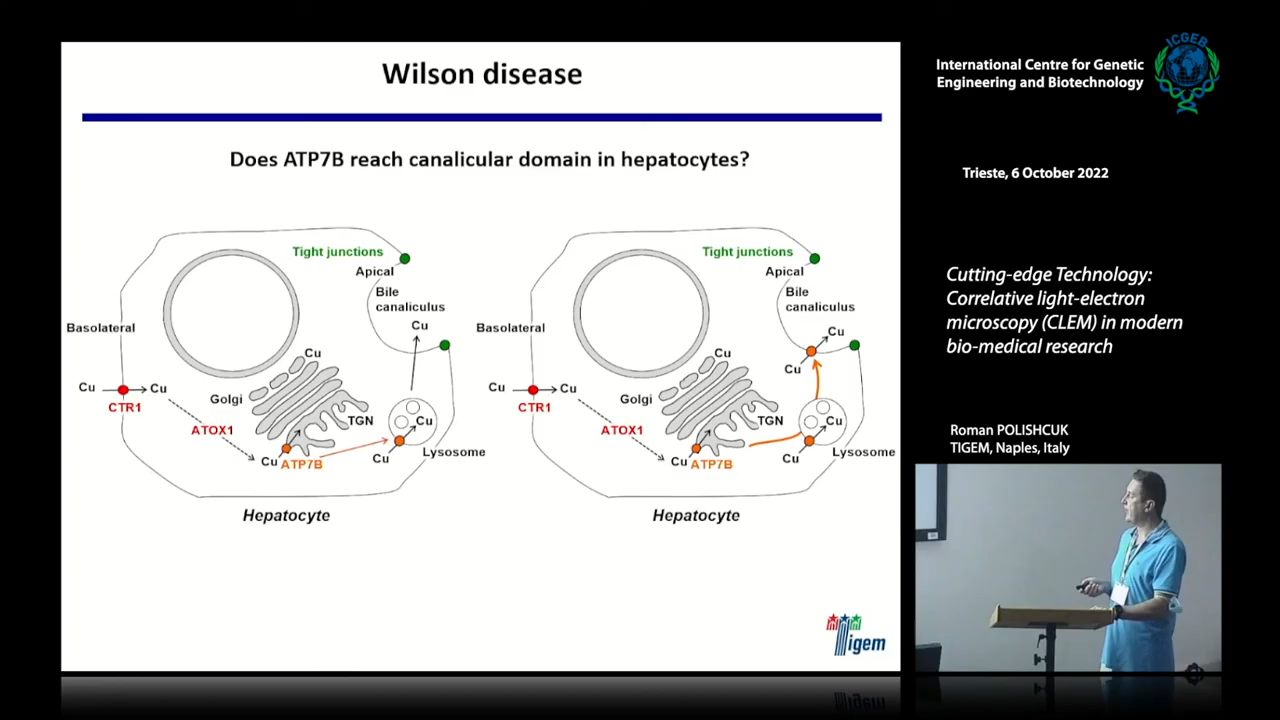 Wilson disease
Does ATP7B reach canalicular domain in hepatocytes?
Tight junctions
Apical
Bile
canaliculus
Cu
Basolateral
Cu
Cu
Cu
CTR1
Golgi
ATOX1
TGN
Cu
Cu
ATP7B
Cu
Lysosome
Hepatocyte
Tight junctions
Apical
Bile
canaliculus
Cu
Basolateral
Cu
Cu
Cu
Cu
CTR1
Golgi
ATOX1
TGN
Cu
Cu
ATP7B
Cu
Lysosome
Hepatocyte
Tigem
International Centre for Genetic
Engineering and Biotechnology
ICGEB
Trieste, 6 October 2022
Cutting-edge Technology:
Correlative light-electron
microscopy (CLEM) in modern
bio-medical research
Roman POLISHCUK
TIGEM, Naples, Italy